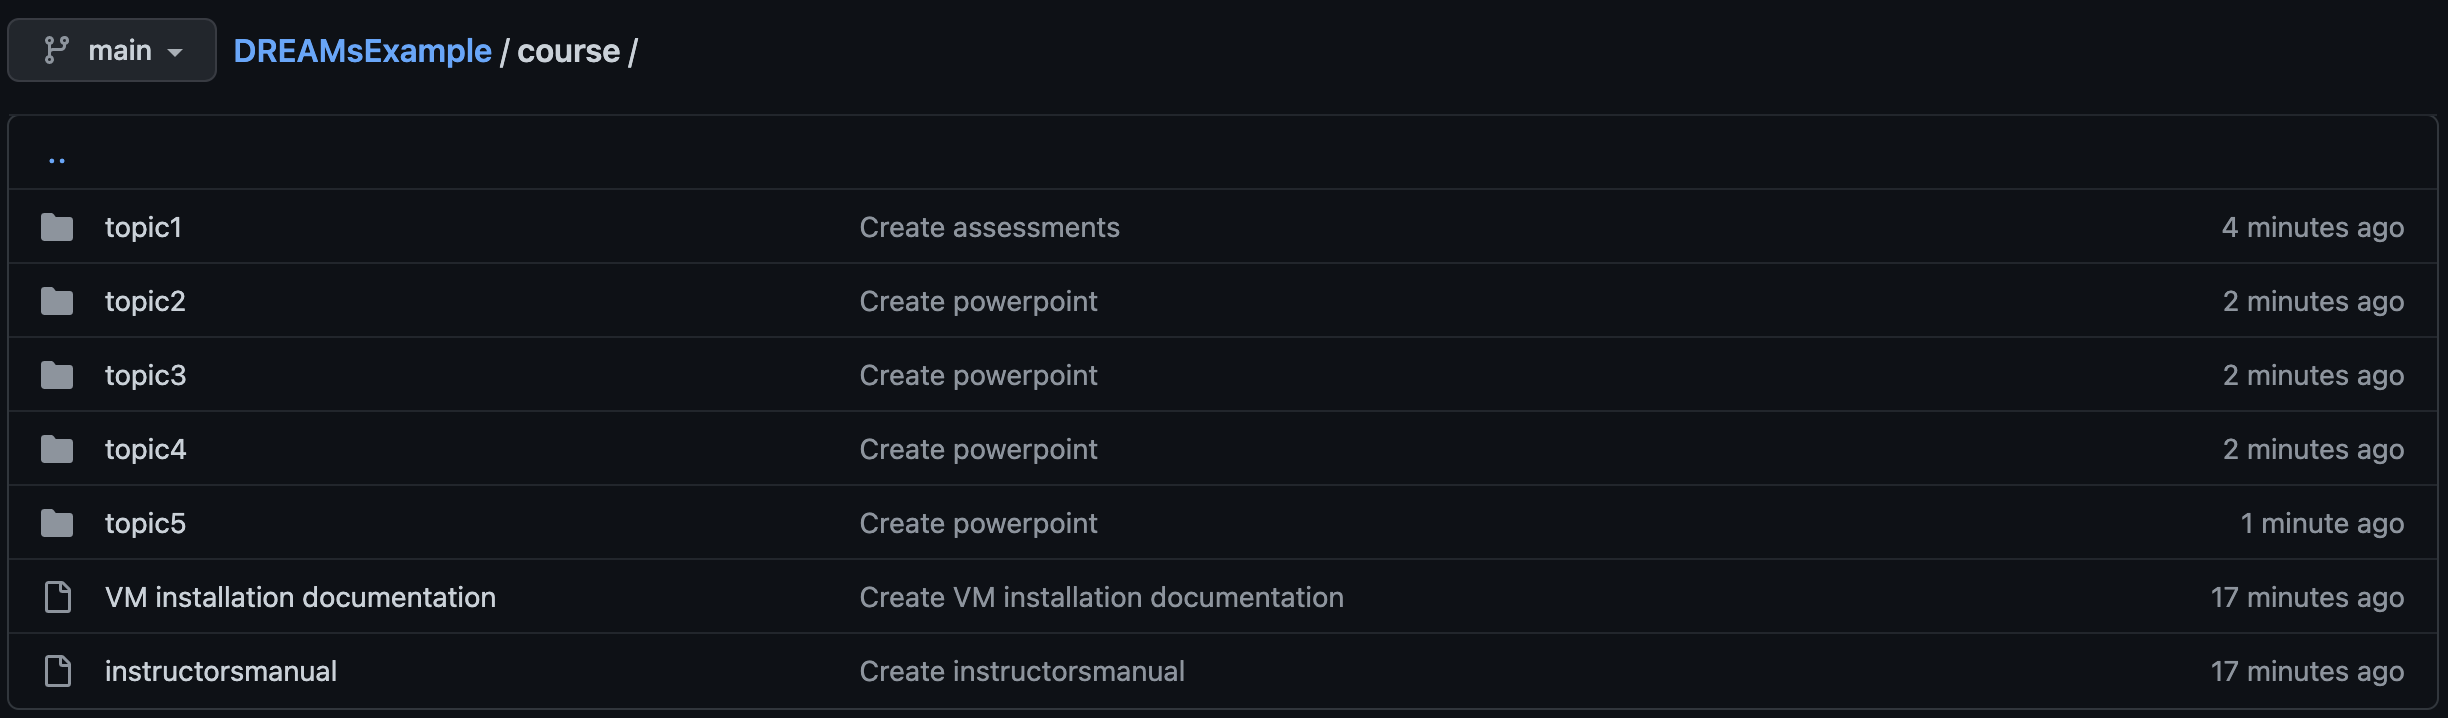 main DREAMsExample / course /
..
topic1 Create assessments 4 minutes ago
topic2 Create powerpoint 2 minutes ago
topic3 Create powerpoint 2 minutes ago
topic4 Create powerpoint 2 minutes ago
topic5 Create powerpoint 1 minute ago
VM installation documentation Create VM installation documentation 17 minutes ago
instructorsmanual Create instructorsmanual 17 minutes ago